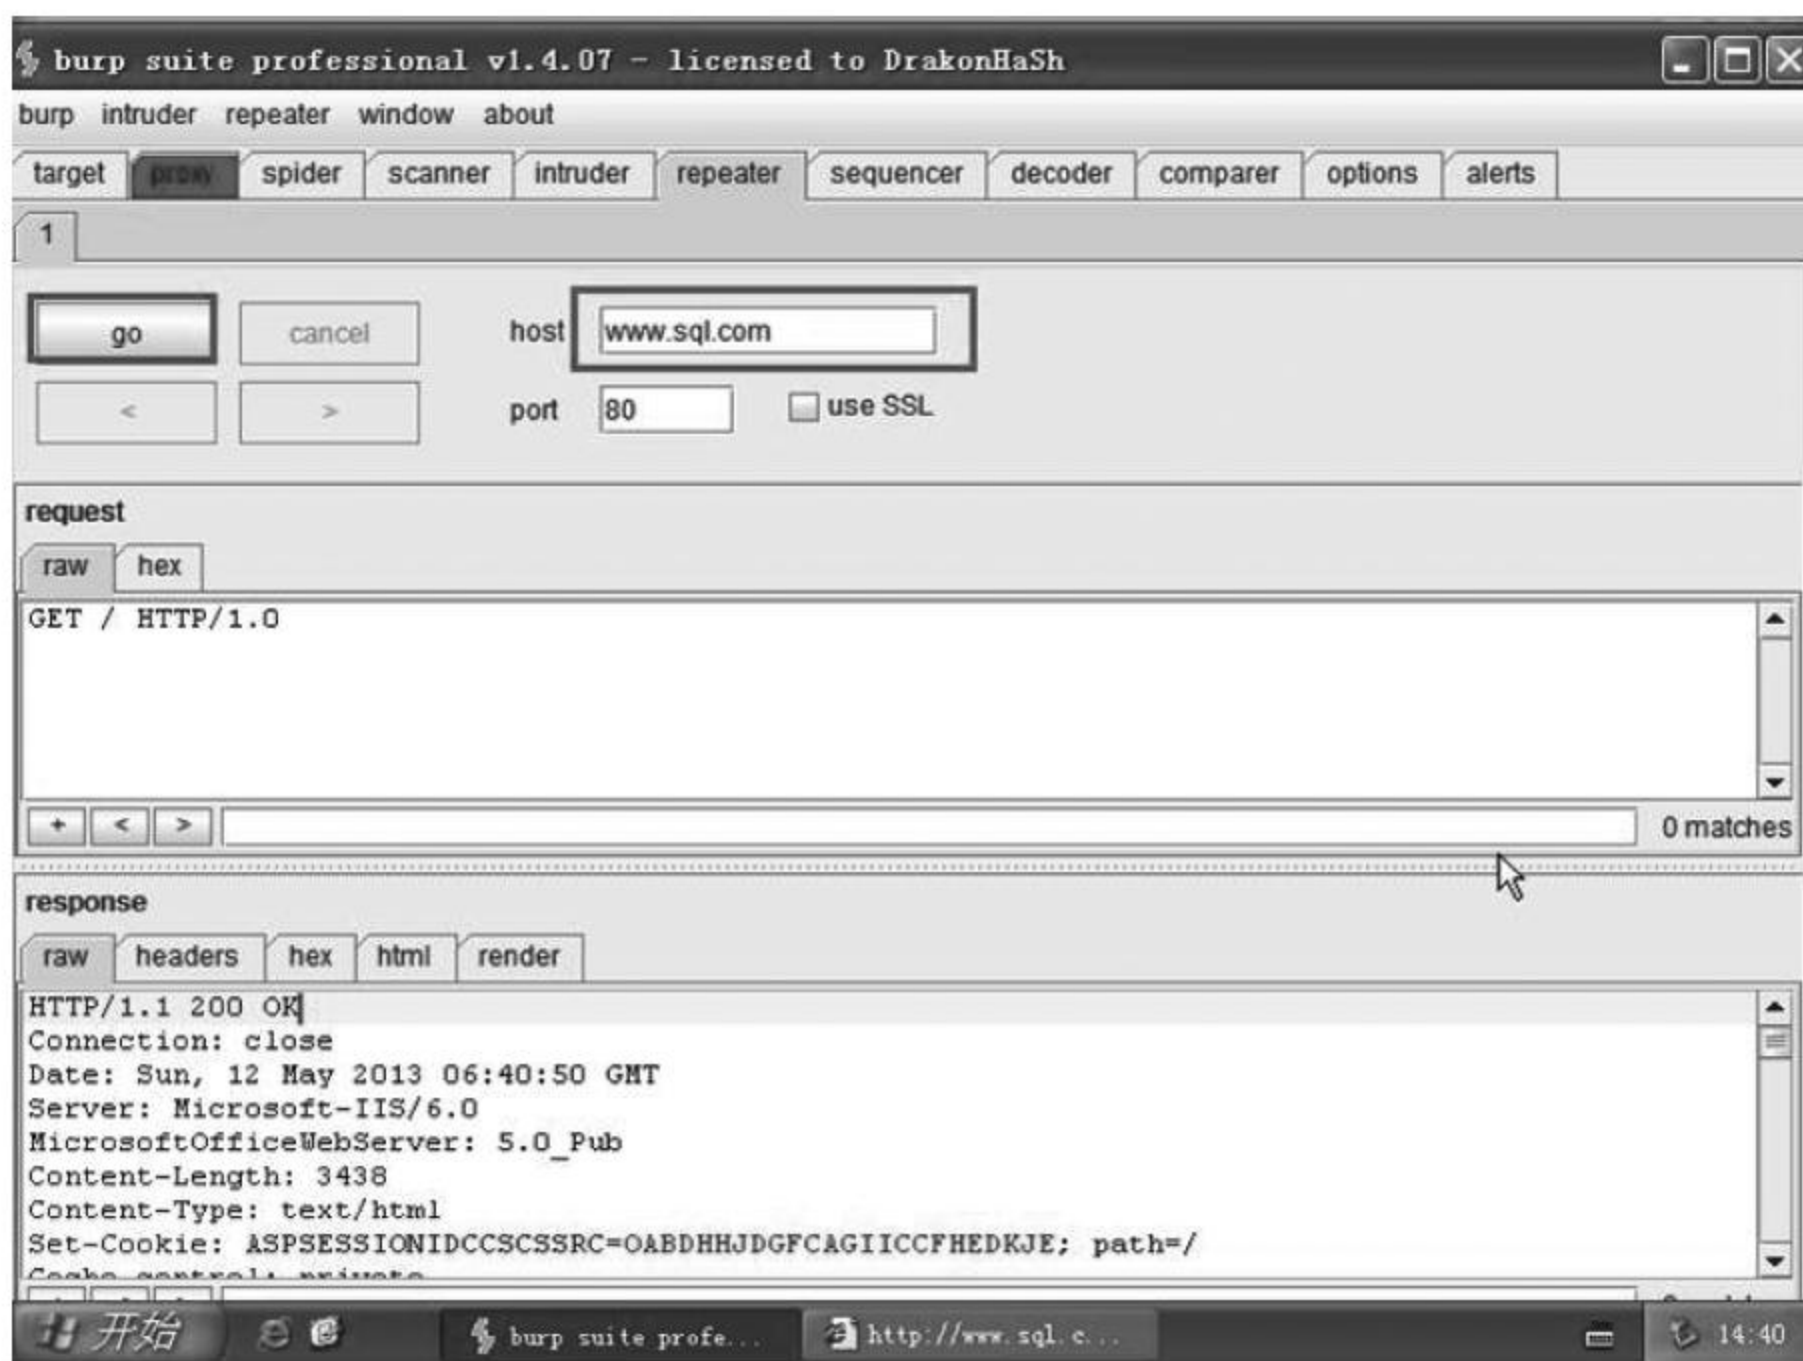 burp suite professional v1.4.07 - licensed to DrakonHaSh
burp intruder repeater window about
target proxy spider scanner intruder repeater sequencer decoder comparer options alerts
1
go cancel host www.sql.com
< > port 80 use SSL
request
raw hex
GET / HTTP/1.0
+ < > 0 matches
response
raw headers hex html render
HTTP/1.1 200 OK
Connection: close
Date: Sun, 12 May 2013 06:40:50 GMT
Server: Microsoft-IIS/6.0
MicrosoftOfficeWebServer: 5.0_Pub
Content-Length: 3438
Content-Type: text/html
Set-Cookie: ASPSESSIONIDCCSCSSRC=OABDHHJDGFCAGIICCFHEDKJE; path=/
开始 burp suite profe... http://www.sql.c... 14:40